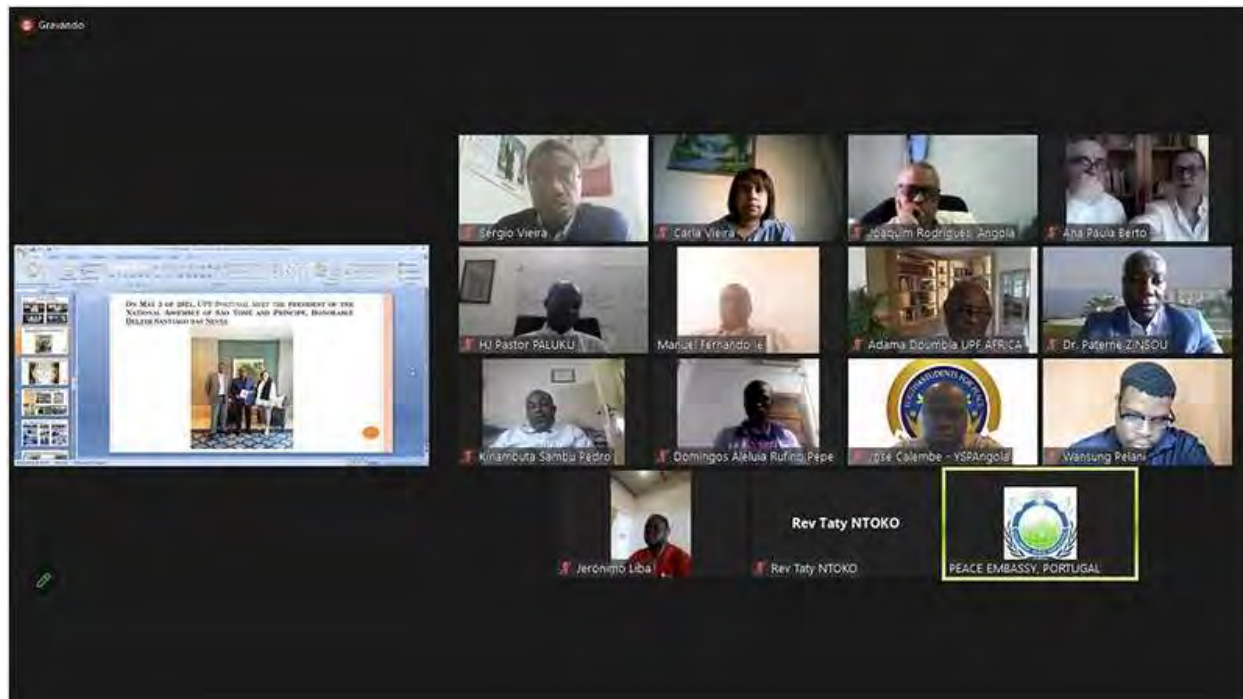 Gravando
ON MAY 3 OF 2021, UPF PORTUGAL MEET THE PRESIDENT OF THE
NATIONAL ASSEMBLY OF SÃO TOMÉ AND PRINCIPE, HONORABLE
DELFIM SANTIAGO DAS NEVES
Sérgio Vieira
Carla Vieira
Joaquim Rodrigues, Angola
Ana Paula Berto
HJ Pastor PALUKU
Manuel Fernando Ie
Adama Doumbia UPF AFRICA
Dr. Paterne ZINSOU
Kinambuta Sambu Pedro
Domingos Aleluia Rufino Pepe
José Calembe - YSPAngola
Wansung Pelani
Jerónimo Liba
Rev Taty NTOKO
Rev Taty NTOKO
PEACE EMBASSY, PORTUGAL